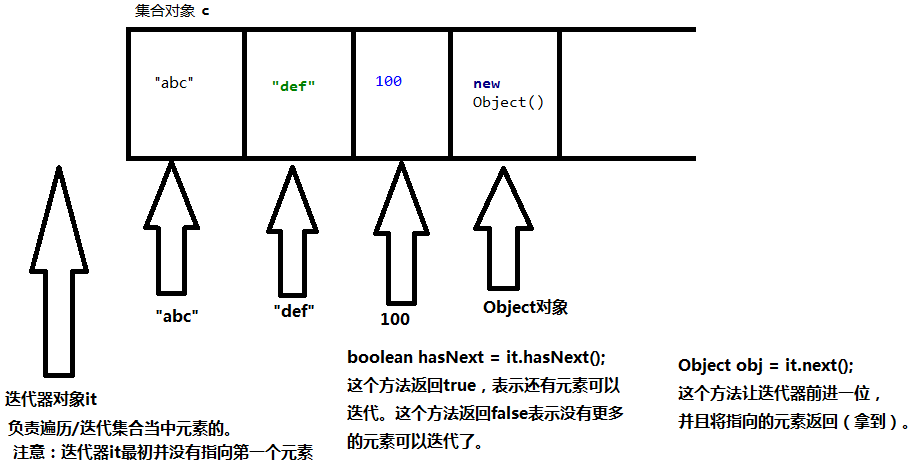 集合对象 c
"abc"
"def"
100
new
Object()
"abc"
"def"
100
Object对象
迭代器对象it
负责遍历/迭代集合当中元素的。
注意：迭代器it最初并没有指向第一个元素
boolean hasNext = it.hasNext();
这个方法返回true，表示还有元素可以
迭代。这个方法返回false表示没有更多
的元素可以迭代了。
Object obj = it.next();
这个方法让迭代器前进一位，
并且将指向的元素返回（拿到）。